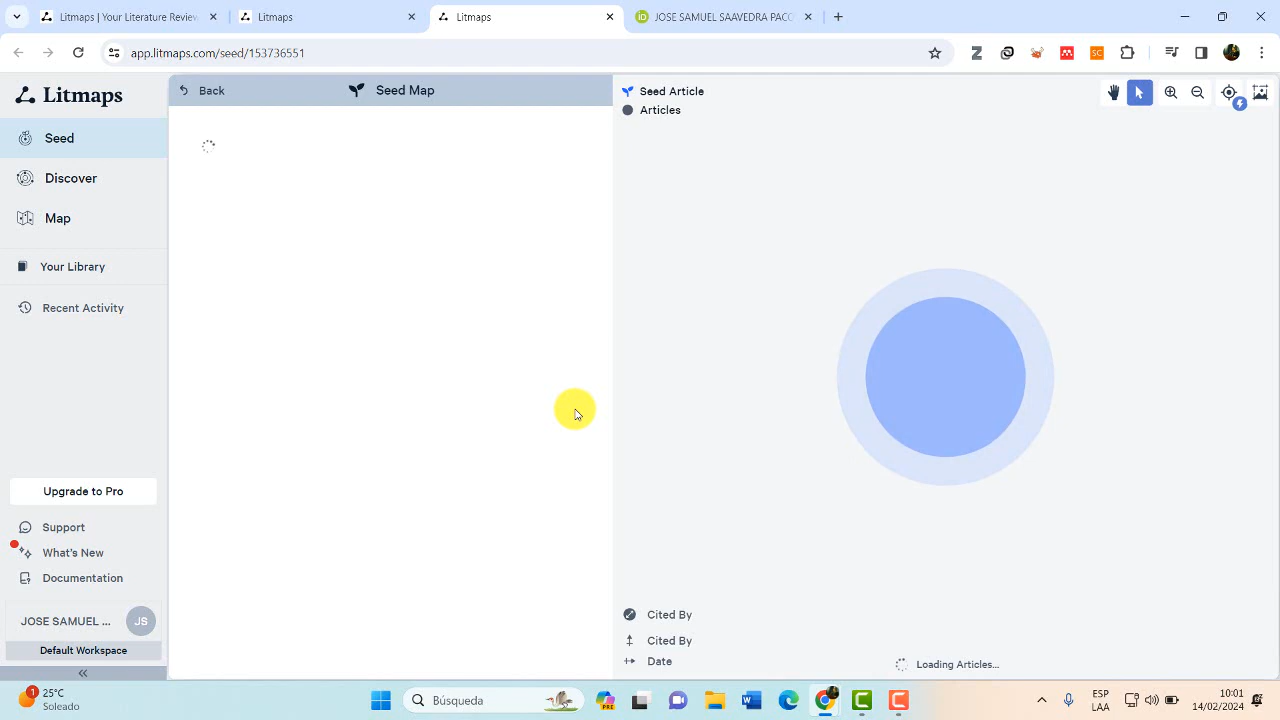 Litmaps | Your Literature Review
Litmaps
Litmaps
JOSE SAMUEL SAAVEDRA PACO
app.litmaps.com/seed/153736551
Litmaps
Seed
Discover
Map
Your Library
Recent Activity
Upgrade to Pro
Support
What's New
Documentation
JOSE SAMUEL ...
JS
Default Workspace
Back
Seed Map
Seed Article
Articles
Cited By
Cited By
Date
Loading Articles...
1
25°C
Soleado
Búsqueda
PRE
ESP
LAA
10:01
14/02/2024